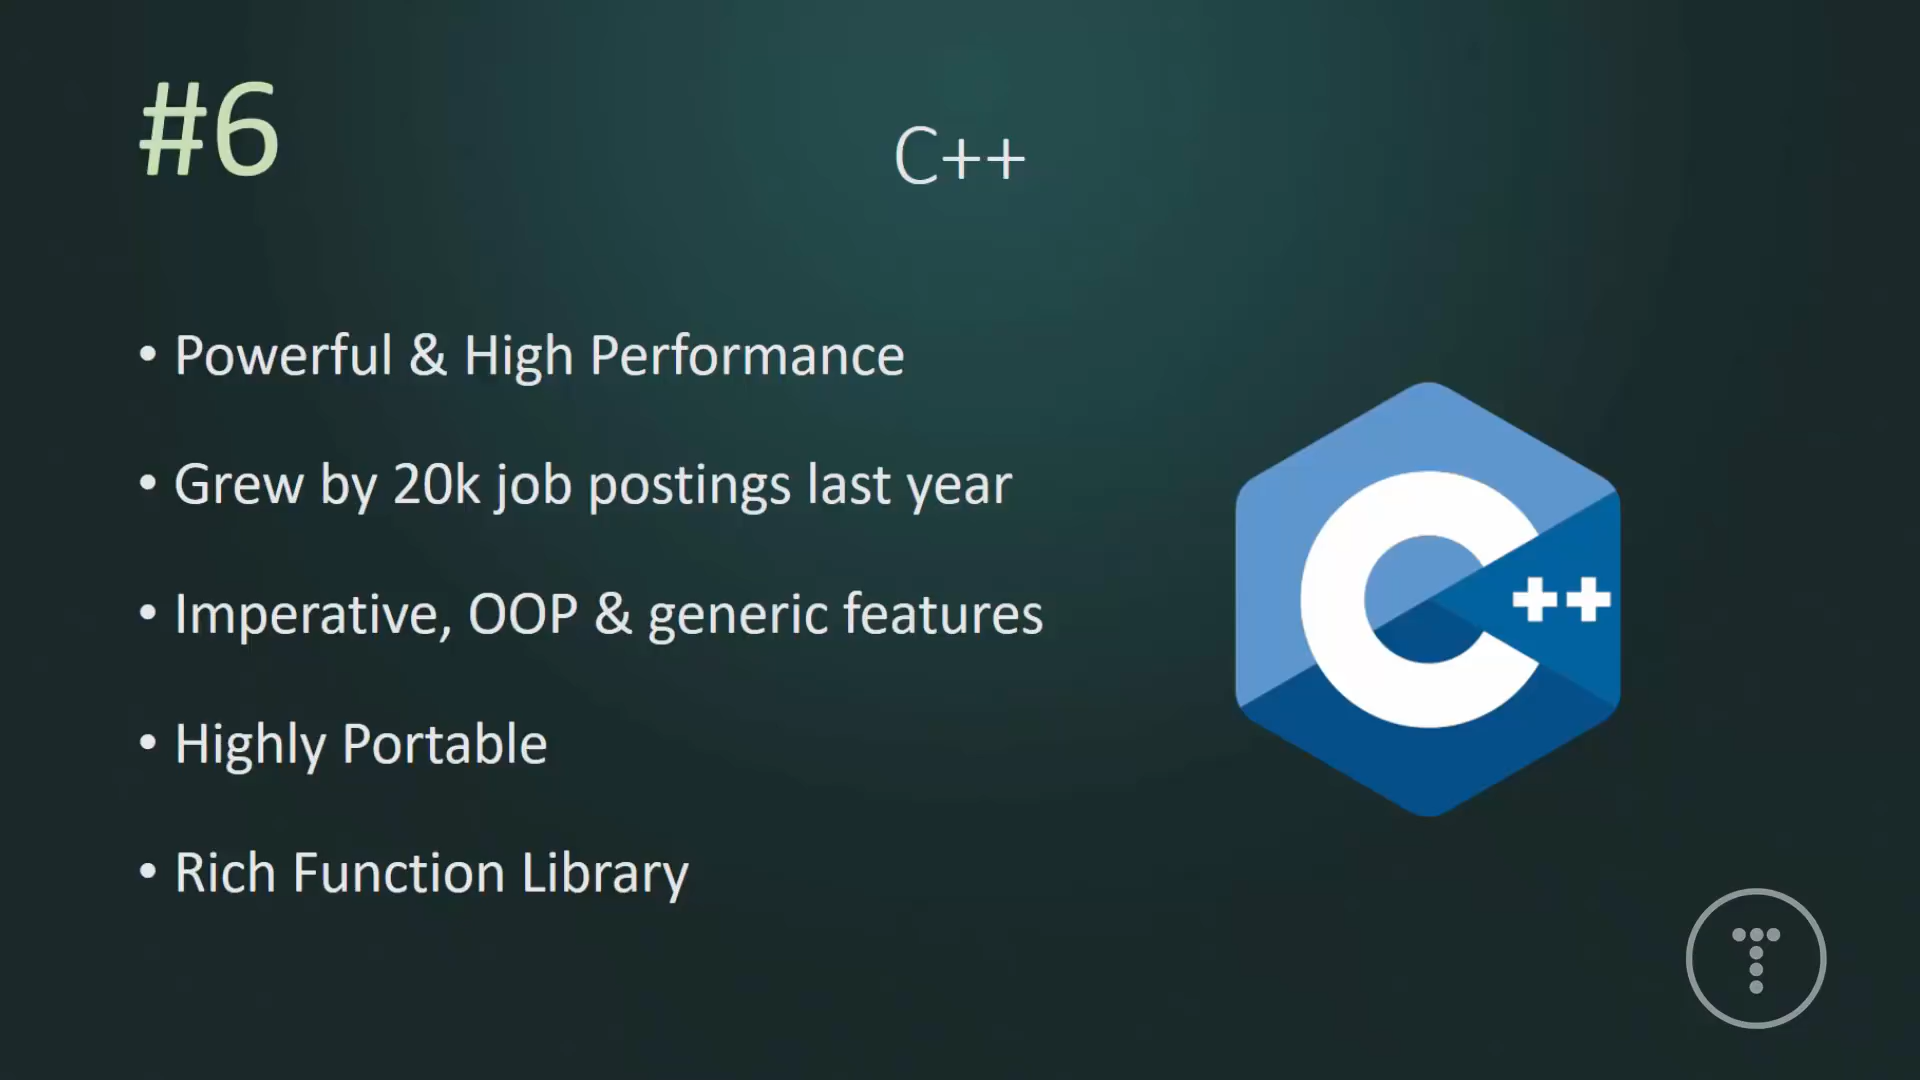 #6
C++
• Powerful & High Performance
• Grew by 20k job postings last year
• Imperative, OOP & generic features
• Highly Portable
• Rich Function Library
C++
T